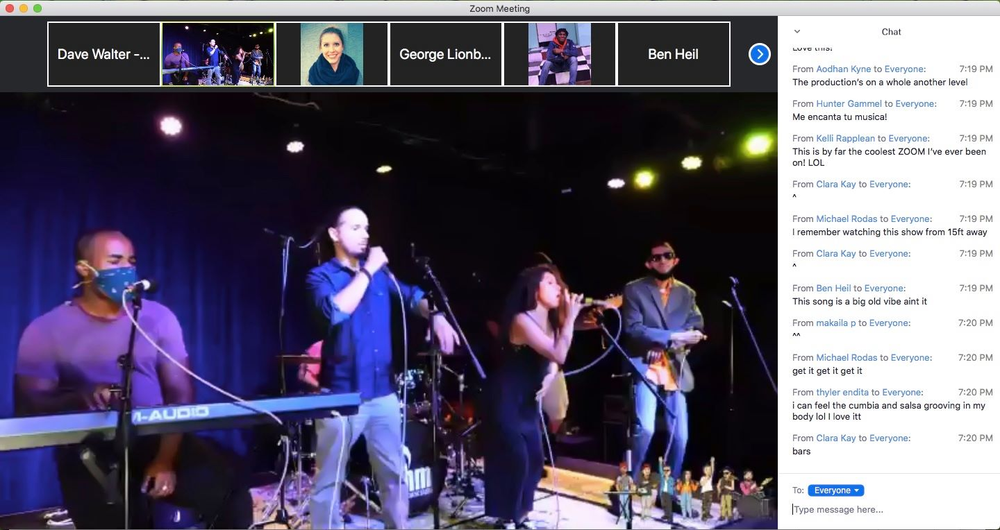 Zoom Meeting
Dave Walter -...
George Lionb...
Ben Heil
Chat
Love this!
From Aodhan Kyne to Everyone: 7:19 PM
The production's on a whole another level
From Hunter Gammel to Everyone: 7:19 PM
Me encanta tu musica!
From Kelli Rapplean to Everyone: 7:19 PM
This is by far the coolest ZOOM I've ever been
on! LOL
From Clara Kay to Everyone: 7:19 PM
^
From Michael Rodas to Everyone: 7:19 PM
I remember watching this show from 15ft away
From Clara Kay to Everyone: 7:19 PM
^
From Ben Heil to Everyone: 7:19 PM
This song is a big old vibe aint it
From makaila p to Everyone: 7:20 PM
^^
From Michael Rodas to Everyone: 7:20 PM
get it get it get it
From thyler endita to Everyone: 7:20 PM
i can feel the cumbia and salsa grooving in my
body lol I love itt
From Clara Kay to Everyone: 7:20 PM
bars
To: Everyone
Type message here...
M-AUDIO